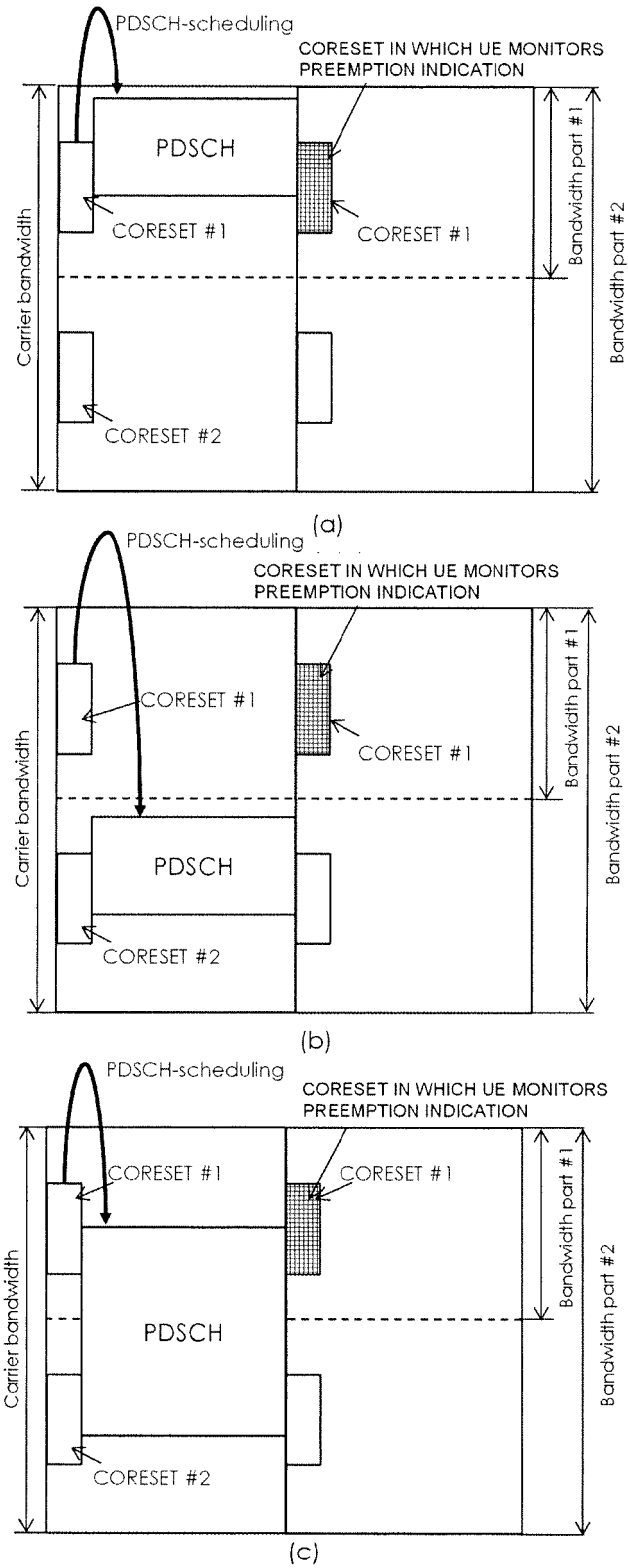 PDSCH-scheduling
CORESET IN WHICH UE MONITORS
PREEMPTION INDICATION
PDSCH
CORESET #1
CORESET #1
Carrier bandwidth
Bandwidth part #1
Bandwidth part #2
CORESET #2
(a)
PDSCH-scheduling
CORESET IN WHICH UE MONITORS
PREEMPTION INDICATION
CORESET #1
CORESET #1
Carrier bandwidth
Bandwidth part #1
Bandwidth part #2
PDSCH
CORESET #2
(b)
PDSCH-scheduling
CORESET IN WHICH UE MONITORS
PREEMPTION INDICATION
CORESET #1
CORESET #1
Carrier bandwidth
Bandwidth part #1
Bandwidth part #2
PDSCH
CORESET #2
(c)